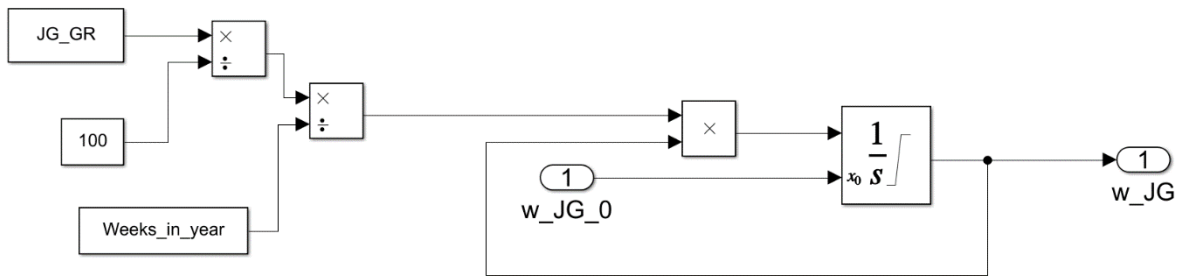 JG_GR
×
÷
100
×
÷
Weeks_in_year
×
1
w_JG_0
1
s
x₀
1
w_JG